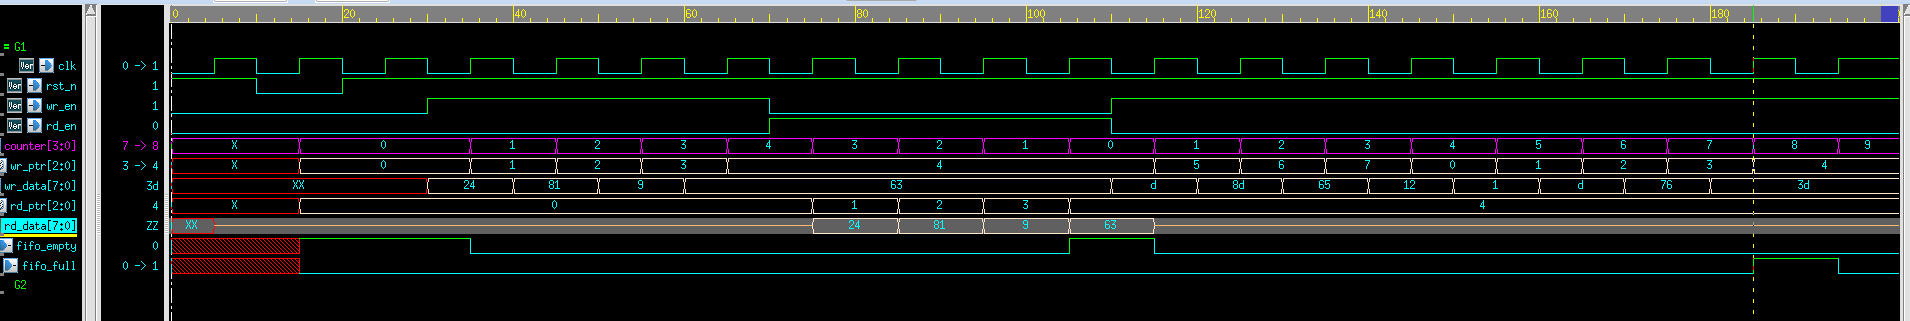 0 20 40 60 80 100 120 140 160 180
= G1
Ver clk 0 -> 1
Ver rst_n 1
Ver wr_en 1
Ver rd_en 0
counter[3:0] 7 -> 8 X 0 1 2 3 4 3 2 1 0 1 2 3 4 5 6 7 8 9
wr_ptr[2:0] 3 -> 4 X 0 1 2 3 4 5 6 7 0 1 2 3 4
wr_data[7:0] 3d XX 24 81 9 63 d 8d 65 12 1 d 76 3d
rd_ptr[2:0] 4 X 0 1 2 3 4
rd_data[7:0] ZZ XX 24 81 9 63
fifo_empty 0
fifo_full 0 -> 1
G2